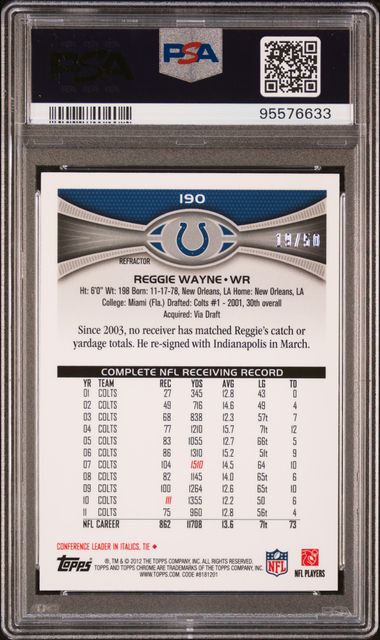 PSA
PSA
95576633
190
19/50
REFRACTOR
REGGIE WAYNE • WR
Ht: 6'0" Wt: 198 Born: 11-17-78, New Orleans, LA Home: New Orleans, LA
College: Miami (Fla.) Drafted: Colts #1 - 2001, 30th overall
Acquired: Via Draft
Since 2003, no receiver has matched Reggie's catch or
yardage totals. He re-signed with Indianapolis in March.
COMPLETE NFL RECEIVING RECORD
YR TEAM REC YDS AVG LG TD
01 COLTS 27 345 12.8 43 0
02 COLTS 49 716 14.6 49 4
03 COLTS 68 838 12.3 57t 7
04 COLTS 77 1210 15.7 71t 12
05 COLTS 83 1055 12.7 66t 5
06 COLTS 86 1310 15.2 51t 9
07 COLTS 104 1510 14.5 64 10
08 COLTS 82 1145 14.0 65t 6
09 COLTS 100 1264 12.6 65t 10
10 COLTS 111 1355 12.2 50 6
11 COLTS 75 960 12.8 56t 4
NFL CAREER 862 11708 13.6 71t 73
CONFERENCE LEADER IN ITALICS, TIE ♦
Topps
®, TM & © 2012 THE TOPPS COMPANY, INC. ALL RIGHTS RESERVED.
TOPPS AND TOPPS CHROME ARE TRADEMARKS OF THE TOPPS COMPANY, INC.
WWW.TOPPS.COM. CODE #8181201
NFL
NFL PLAYERS